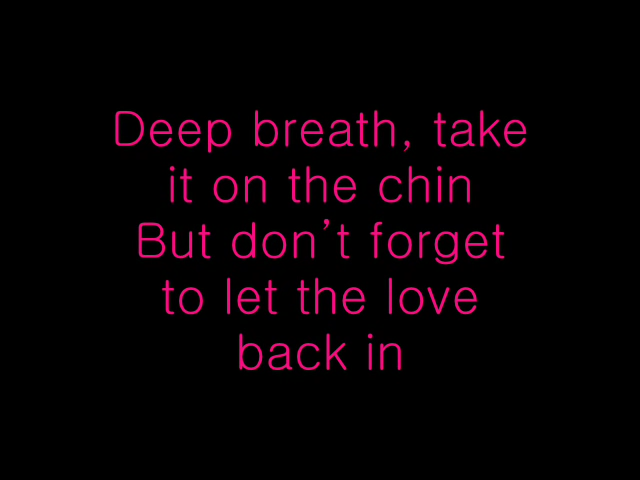 Deep breath, take
it on the chin
But don't forget
to let the love
back in